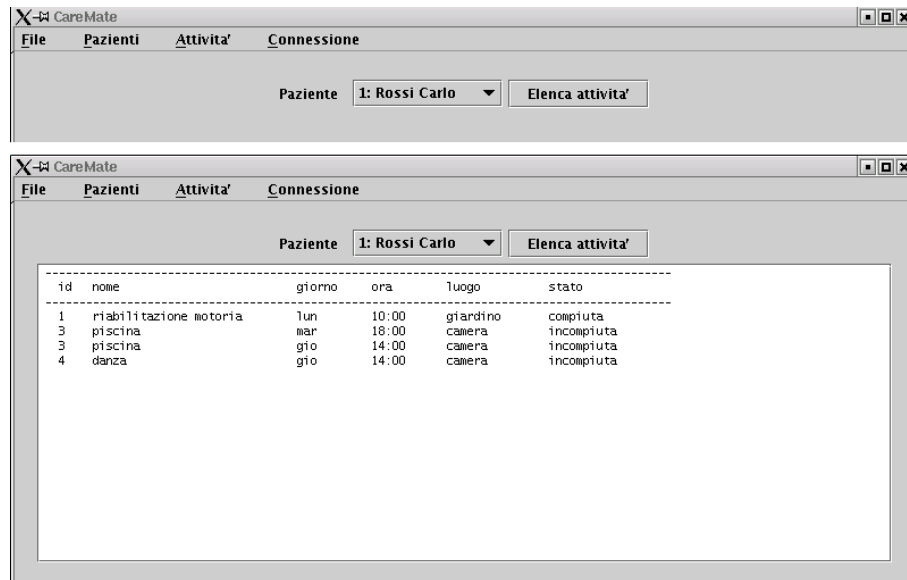 CareMate
File Pazienti Attivita' Connessione
Paziente 1: Rossi Carlo Elenca attivita'
CareMate
File Pazienti Attivita' Connessione
Paziente 1: Rossi Carlo Elenca attivita'
--------------------------------------------------------------------------------
id nome giorno ora luogo stato
--------------------------------------------------------------------------------
1 riabilitazione motoria lun 10:00 giardino compiuta
3 piscina mar 18:00 camera incompiuta
3 piscina gio 14:00 camera incompiuta
4 danza gio 14:00 camera incompiuta